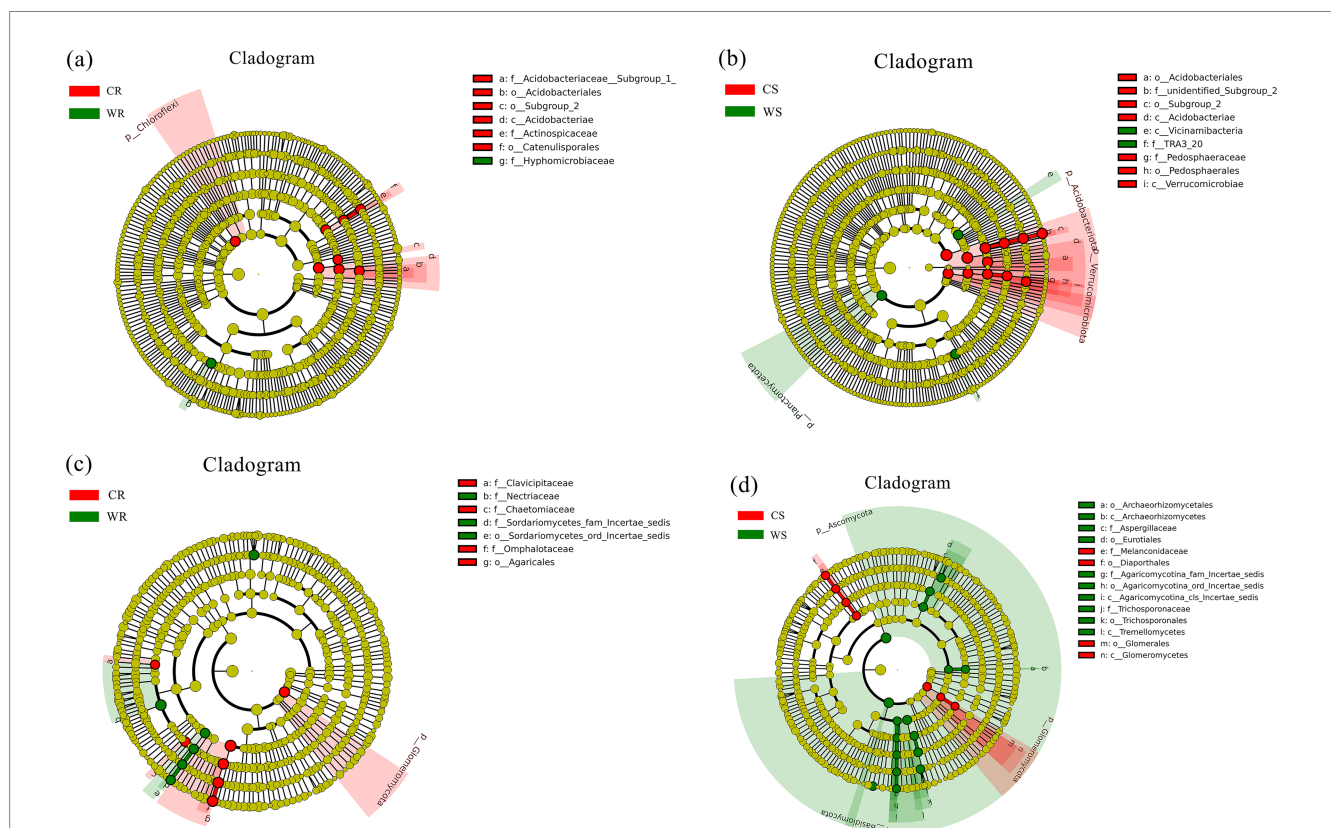 (a)
Cladogram
CR
WR
p__Chloroflexi
a: f__Acidobacteriaceae__Subgroup_1_
b: o__Acidobacteriales
c: o__Subgroup_2
d: c__Acidobacteriae
e: f__Actinospicaceae
f: o__Catenulisporales
g: f__Hyphomicrobiaceae
f
e
c
d
b
a
g
(b)
Cladogram
CS
WS
a: o__Acidobacteriales
b: f__unidentified_Subgroup_2
c: o__Subgroup_2
d: c__Acidobacteriae
e: c__Vicinamibacteria
f: f__TRA3_20
g: f__Pedosphaeraceae
h: o__Pedosphaerales
i: c__Verrucomicrobiae
e
p__Acidobacteriota
b
c
d
a
p__Verrucomicrobiota
g
h
i
p__Planctomycetota
f
(c)
Cladogram
CR
WR
a: f__Clavicipitaceae
b: f__Nectriaceae
c: f__Chaetomiaceae
d: f__Sordariomycetes_fam_Incertae_sedis
e: o__Sordariomycetes_ord_Incertae_sedis
f: f__Omphalotaceae
g: o__Agaricales
a
b
e
f
p__Glomeromycota
(d)
Cladogram
CS
WS
p__Ascomycota
a: o__Archaeorhizomycetales
b: c__Archaeorhizomycetes
c: f__Aspergillaceae
d: o__Eurotiales
e: f__Melanconidaceae
f: o__Diaporthales
g: f__Agaricomycotina_fam_Incertae_sedis
h: o__Agaricomycotina_ord_Incertae_sedis
i: c__Agaricomycotina_cls_Incertae_sedis
j: f__Trichosporonaceae
k: o__Trichosporonales
l: c__Tremellomycetes
m: o__Glomerales
n: c__Glomeromycetes
d
a
b
p__Glomeromycota
m
n
k
l